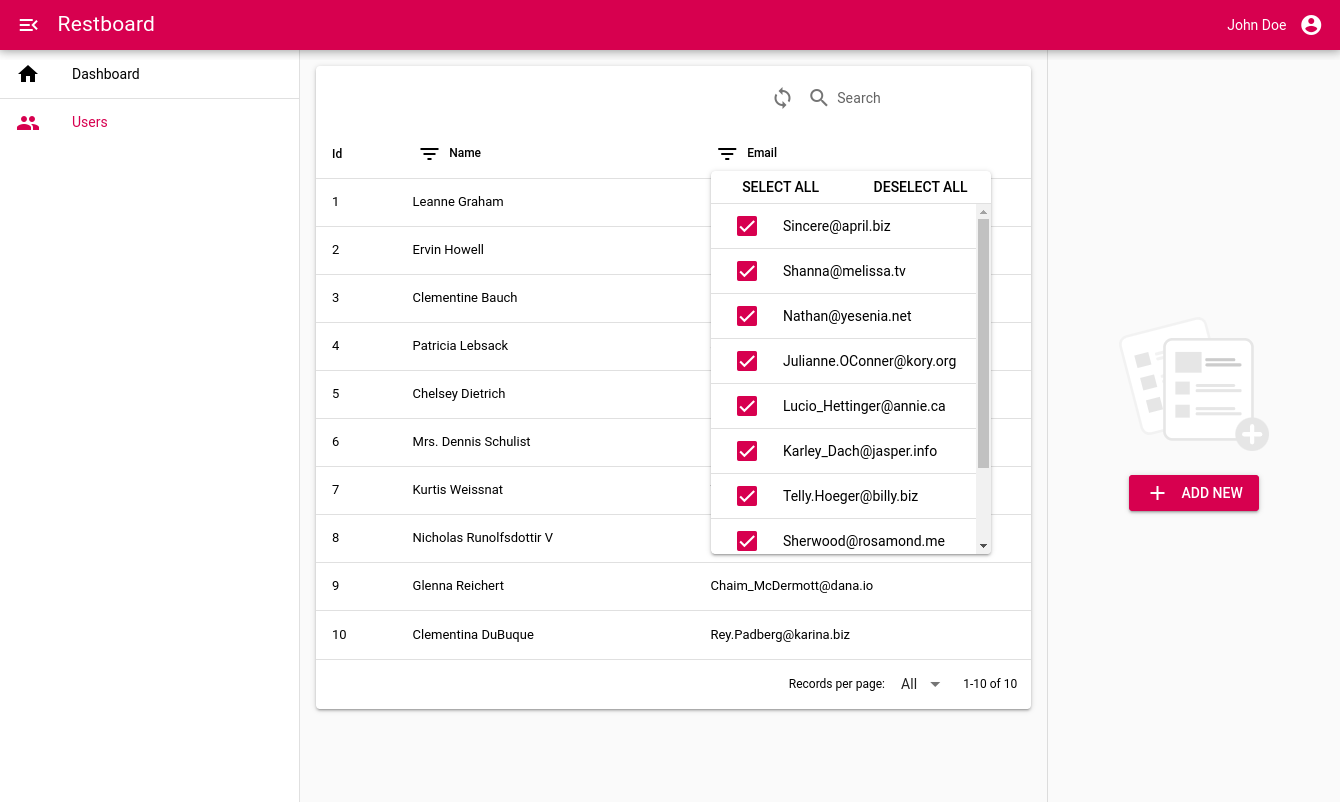 Restboard
John Doe
Dashboard
Users
Search
Id Name Email
SELECT ALL DESELECT ALL
1 Leanne Graham
Sincere@april.biz
2 Ervin Howell
Shanna@melissa.tv
3 Clementine Bauch
Nathan@yesenia.net
4 Patricia Lebsack
Julianne.OConner@kory.org
5 Chelsey Dietrich
Lucio_Hettinger@annie.ca
6 Mrs. Dennis Schulist
Karley_Dach@jasper.info
7 Kurtis Weissnat
Telly.Hoeger@billy.biz
8 Nicholas Runolfsdottir V
Sherwood@rosamond.me
9 Glenna Reichert Chaim_McDermott@dana.io
10 Clementina DuBuque Rey.Padberg@karina.biz
Records per page: All 1-10 of 10
ADD NEW